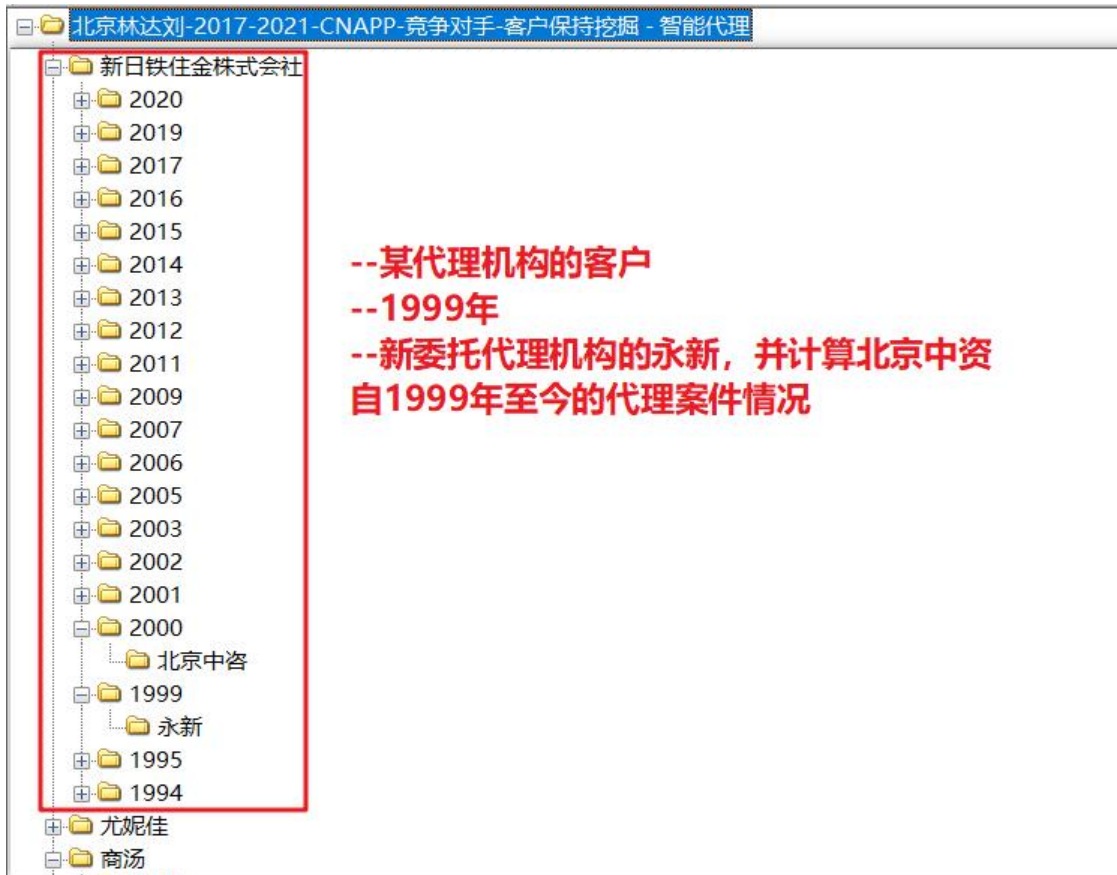 北京林达刘-2017-2021-CNAPP-竞争对手-客户保持挖掘 - 智能代理
新日铁住金株式会社
2020
2019
2017
2016
2015
2014
2013
2012
2011
2009
2007
2006
2005
2003
2002
2001
2000
北京中咨
1999
永新
1995
1994
尤妮佳
商汤
--某代理机构的客户
--1999年
--新委托代理机构的永新，并计算北京中资
自1999年至今的代理案件情况